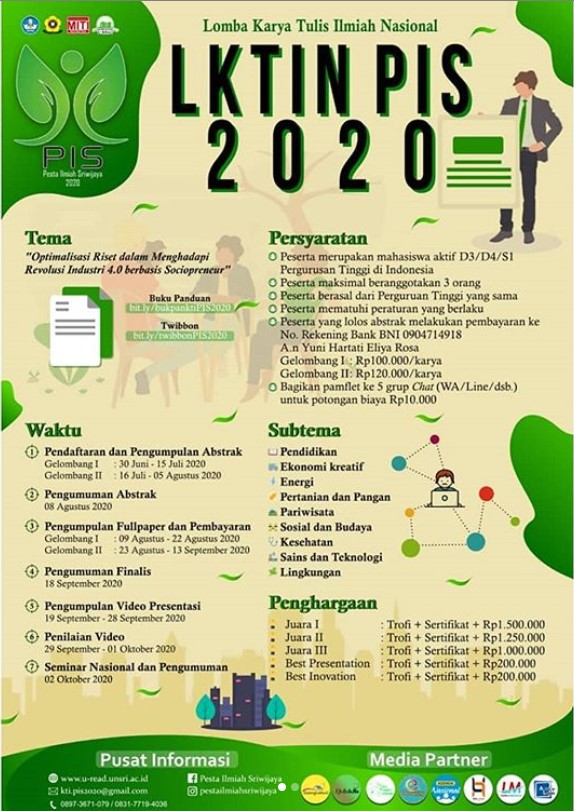 Lomba Karya Tulis Ilmiah Nasional
LKTIN PIS
2020
PIS
Pesta Ilmiah Sriwijaya
2020
Tema
"Optimalisasi Riset dalam Menghadapi
Revolusi Industri 4.0 berbasis Sociopreneur"
Buku Panduan
bit.ly/bukpanktiPIS2020
Twibbon
bit.ly/twibbonPIS2020
Persyaratan
Peserta merupakan mahasiswa aktif D3/D4/S1
Pergurusan Tinggi di Indonesia
Peserta maksimal beranggotakan 3 orang
Peserta berasal dari Perguruan Tinggi yang sama
Peserta mematuhi peraturan yang berlaku
Peserta yang lolos abstrak melakukan pembayaran ke
No. Rekening Bank BNI 0904714918
A.n Yuni Hartati Eliya Rosa
Gelombang I : Rp100.000/karya
Gelombang II: Rp120.000/karya
Bagikan pamflet ke 5 grup Chat (WA/Line/dsb.)
untuk potongan biaya Rp10.000
Waktu
1 Pendaftaran dan Pengumpulan Abstrak
Gelombang I : 30 Juni - 15 Juli 2020
Gelombang II : 16 Juli - 05 Agustus 2020
2 Pengumuman Abstrak
08 Agustus 2020
3 Pengumpulan Fullpaper dan Pembayaran
Gelombang I : 09 Agustus - 22 Agustus 2020
Gelombang II : 23 Agustus - 13 September 2020
4 Pengumuman Finalis
18 September 2020
5 Pengumpulan Video Presentasi
19 September - 28 September 2020
6 Penilaian Video
29 September - 01 Oktober 2020
7 Seminar Nasional dan Pengumuman
02 Oktober 2020
Subtema
Pendidikan
Ekonomi kreatif
Energi
Pertanian dan Pangan
Pariwisata
Sosial dan Budaya
Kesehatan
Sains dan Teknologi
Lingkungan
Penghargaan
Juara I : Trofi + Sertifikat + Rp1.500.000
Juara II : Trofi + Sertifikat + Rp1.250.000
Juara III : Trofi + Sertifikat + Rp1.000.000
Best Presentation : Trofi + Sertifikat + Rp200.000
Best Inovation : Trofi + Sertifikat + Rp200.000
Pusat Informasi
www.u-read.unsri.ac.id
kti.pis2020@gmail.com
0897-3671-079 / 0831-7719-4036
Pesta Ilmiah Sriwijaya
pestailmiahsriwijaya
Media Partner